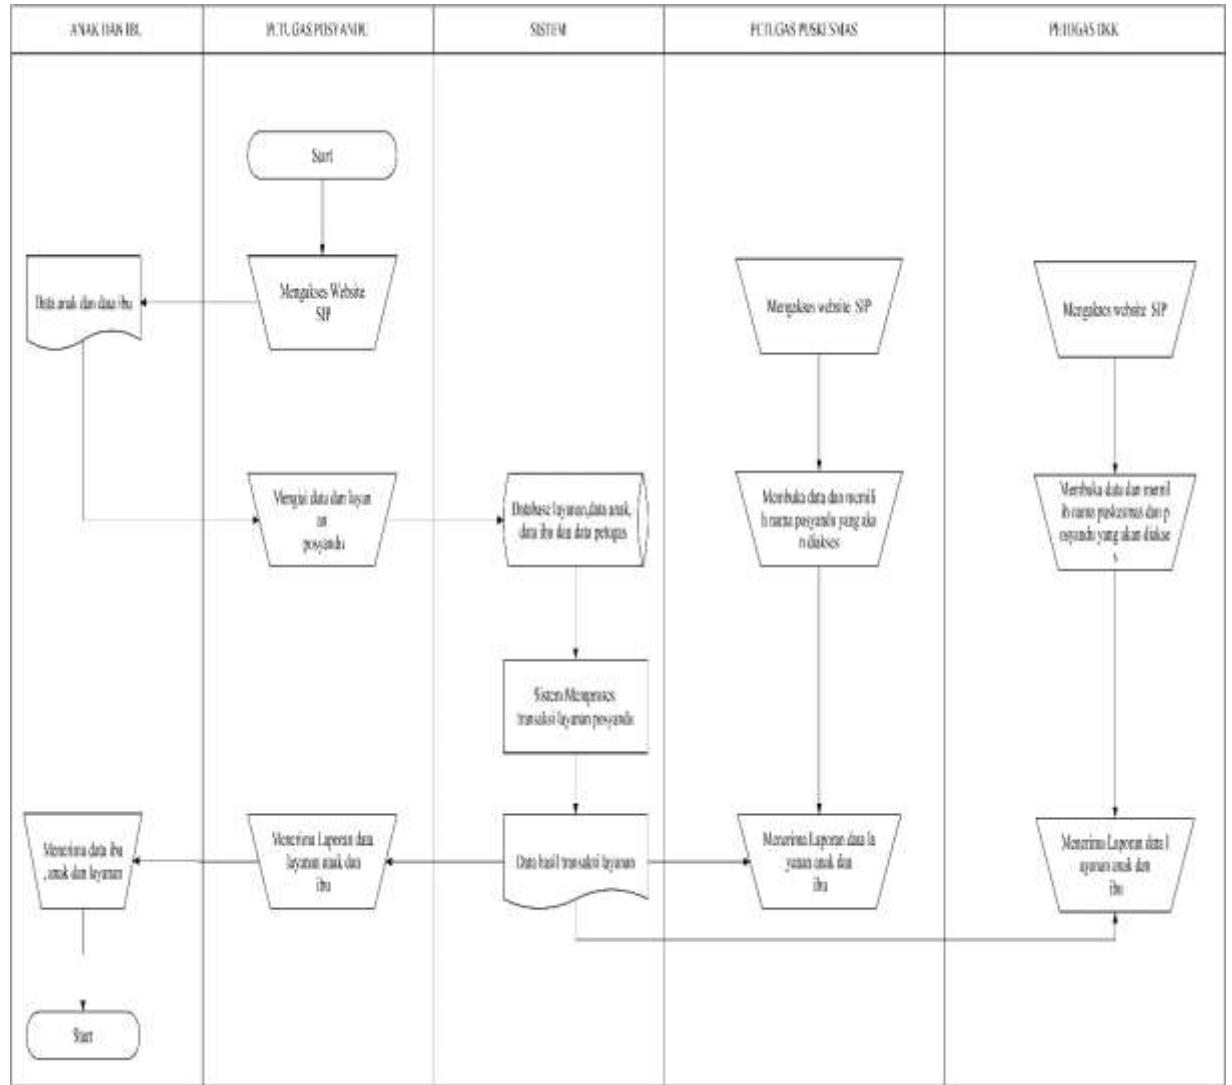 ANAK DAN IBU
PETUGAS POSYANDU
SISTEM
PETUGAS PUSKESMAS
PETUGAS DKK
Start
Data anak dan data ibu
Mengakses Website
SIP
Mengakses website SIP
Mengakses website SIP
Mengisi data dan layan
an
posyandu
Database layanan,data anak,
data ibu dan data petugas
Membuka data dan memili
h nama posyandu yang aka
n diakses
Membuka data dan memil
ih nama puskesmas dan p
osyandu yang akan diakse
s
Sistem Memproses
transaksi layanan posyandu
Menerima data ibu
, anak dan layanan
Menerima Laporan data
layanan anak dan
ibu
Data hasil transaksi layanan
Menerima Laporan data la
yanan anak dan
ibu
Menerima Laporan data l
ayanan anak dan
ibu
Start